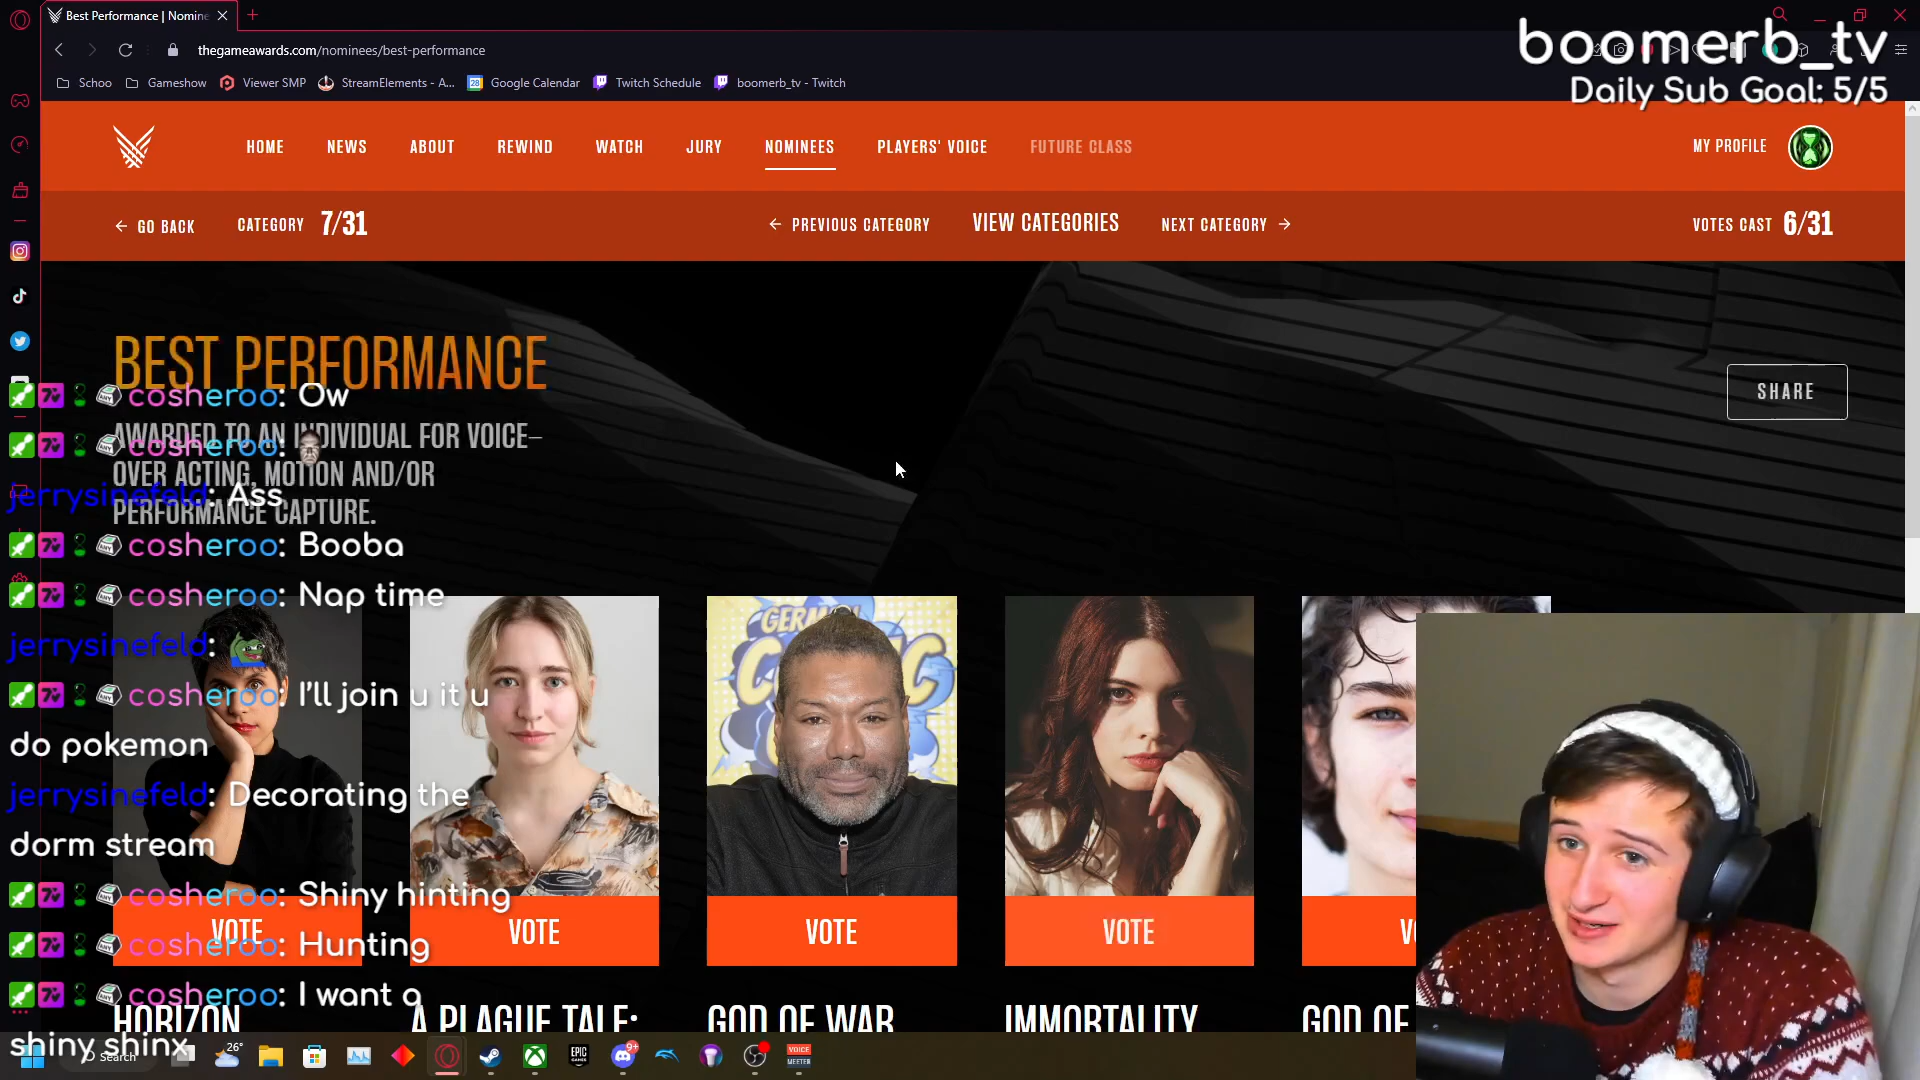 Best Performance | Nomine
thegameawards.com/nominees/best-performance
Schoo
Gameshow
Viewer SMP
StreamElements - A...
Google Calendar
Twitch Schedule
boomerb_tv - Twitch
boomerb_tv
Daily Sub Goal: 5/5
HOME
NEWS
ABOUT
REWIND
WATCH
JURY
NOMINEES
PLAYERS' VOICE
FUTURE CLASS
MY PROFILE
GO BACK
CATEGORY 7/31
PREVIOUS CATEGORY
VIEW CATEGORIES
NEXT CATEGORY
VOTES CAST 6/31
BEST PERFORMANCE
SHARE
AWARDED TO AN INDIVIDUAL FOR VOICE-
OVER ACTING, MOTION AND/OR
PERFORMANCE CAPTURE.
cosheroo: Ow
cosheroo:
jerrysinefeld: Ass
cosheroo: Booba
cosheroo: Nap time
jerrysinefeld:
cosheroo: I'll join u it u
do pokemon
jerrysinefeld: Decorating the
dorm stream
cosheroo: Shiny hinting
cosheroo: Hunting
cosheroo: I want a
shiny shinx
GERMAN
VOTE
VOTE
VOTE
VOTE
HORIZON
A PLAGUE TALE:
GOD OF WAR
IMMORTALITY
GOD OF
26°
Search
EPIC
GAMES
9+
VOICE
MEETER